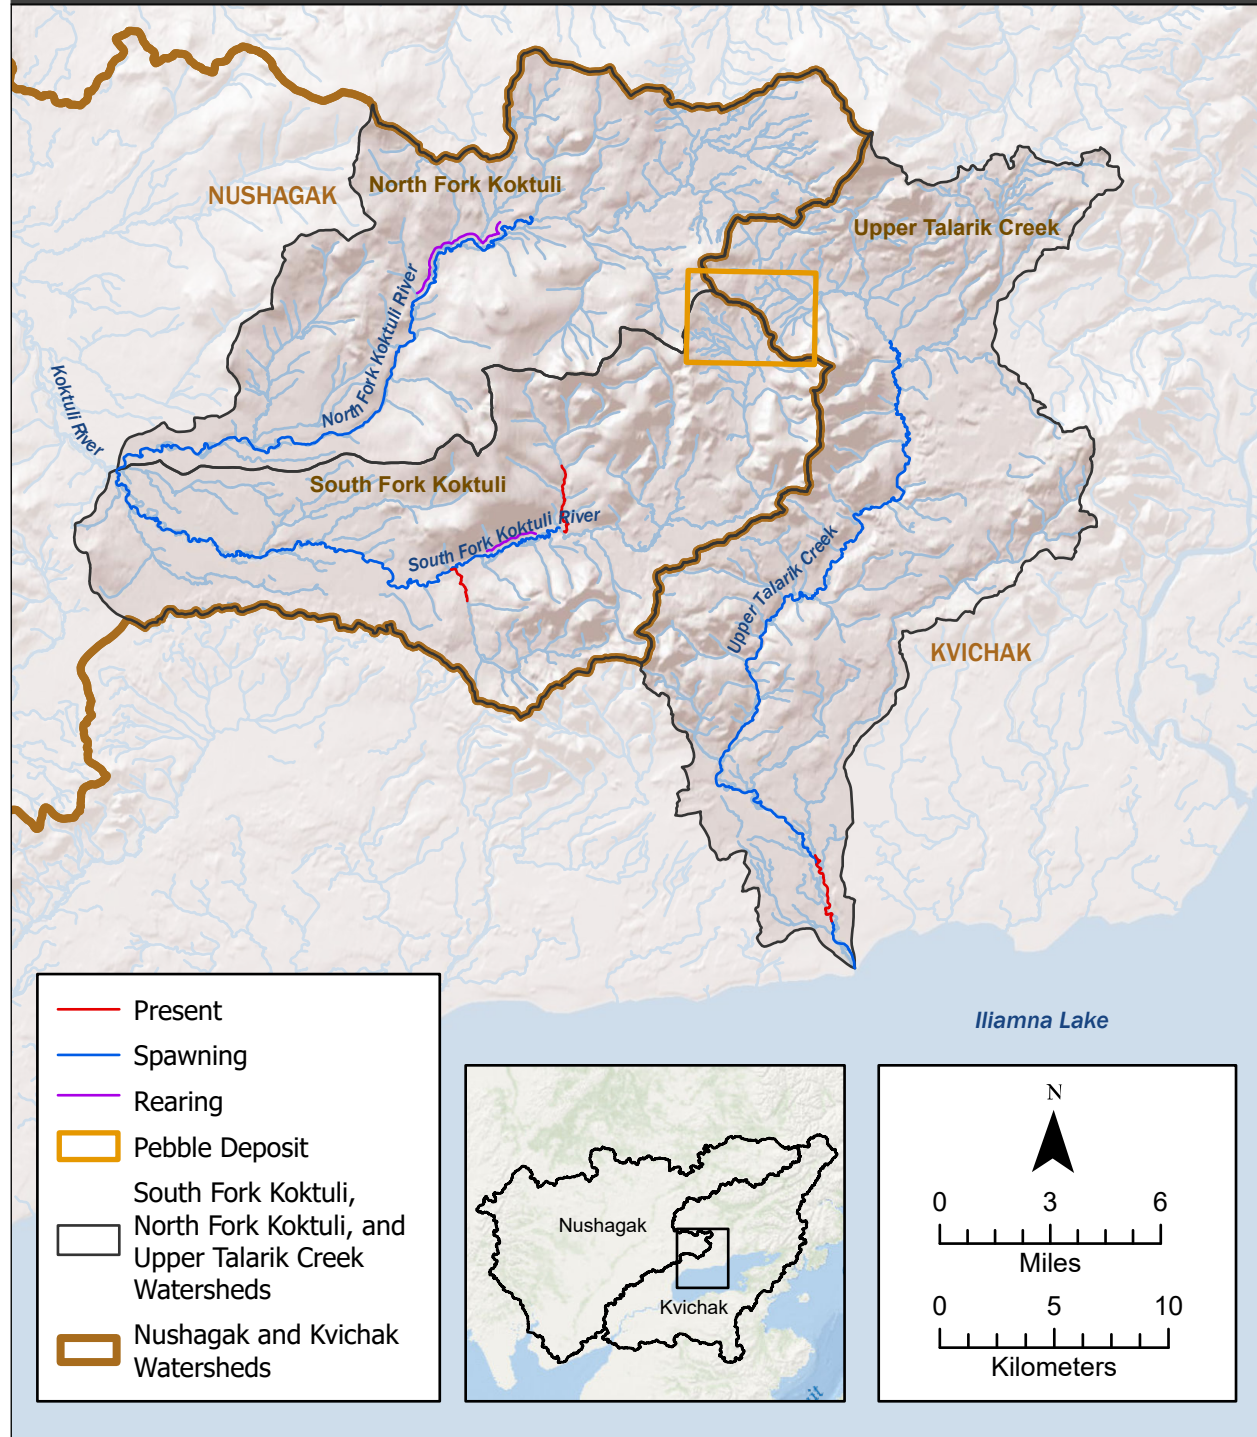 NUSHAGAK
North Fork Koktuli
Upper Talarik Creek
North Fork Koktuli River
Koktuli River
South Fork Koktuli
South Fork Koktuli River
Upper Talarik Creek
KVICHAK
Iliamna Lake
Present
Spawning
Rearing
Pebble Deposit
South Fork Koktuli,
North Fork Koktuli, and
Upper Talarik Creek
Watersheds
Nushagak and Kvichak
Watersheds
Nushagak
Kvichak
N
0 3 6
Miles
0 5 10
Kilometers